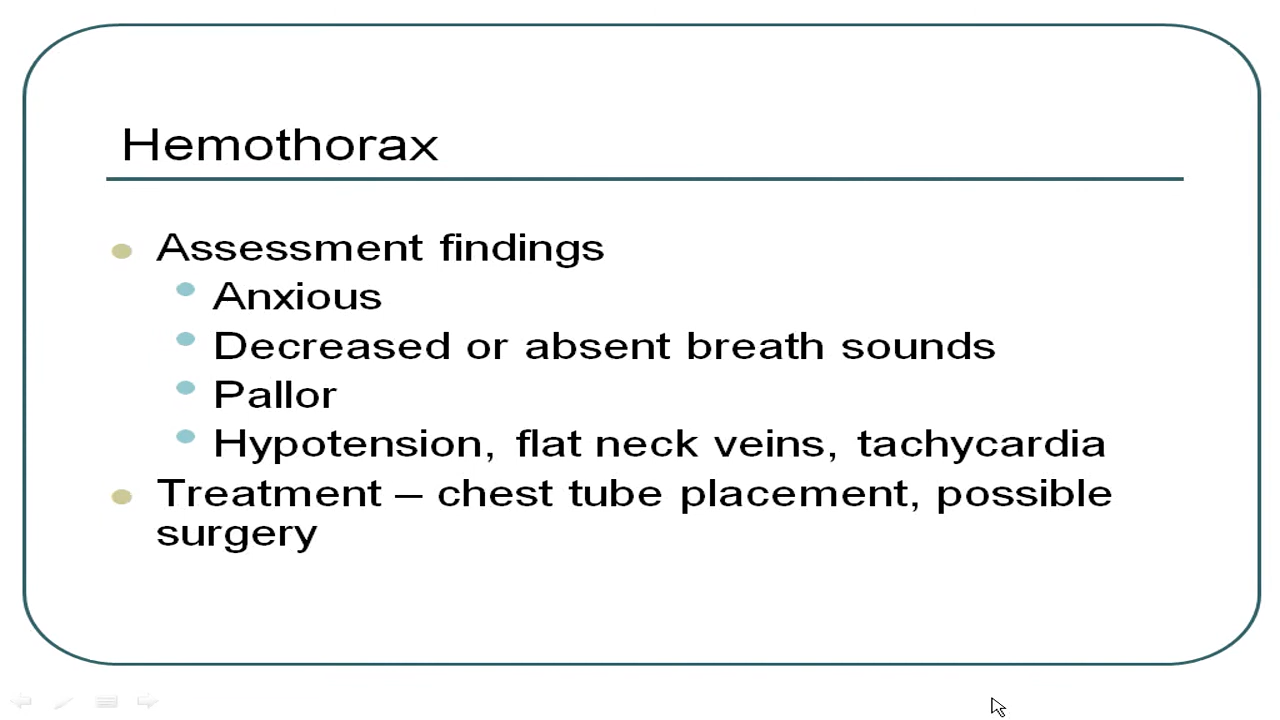 Hemothorax
Assessment findings
Anxious
Decreased or absent breath sounds
Pallor
Hypotension, flat neck veins, tachycardia
Treatment – chest tube placement, possible
surgery